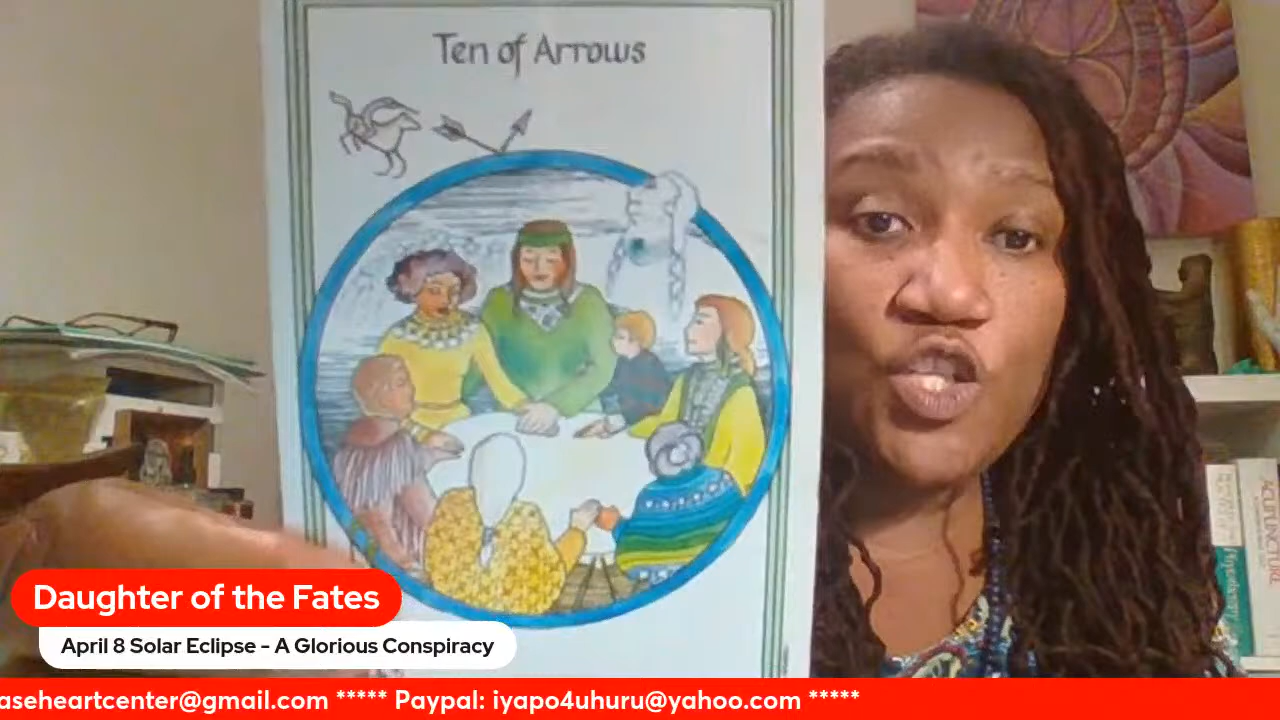 Ten of Arrows
ACUPUNCTURE
Daughter of the Fates
April 8 Solar Eclipse - A Glorious Conspiracy
aseheartcenter@gmail.com ***** Paypal: iyapo4uhuru@yahoo.com *****